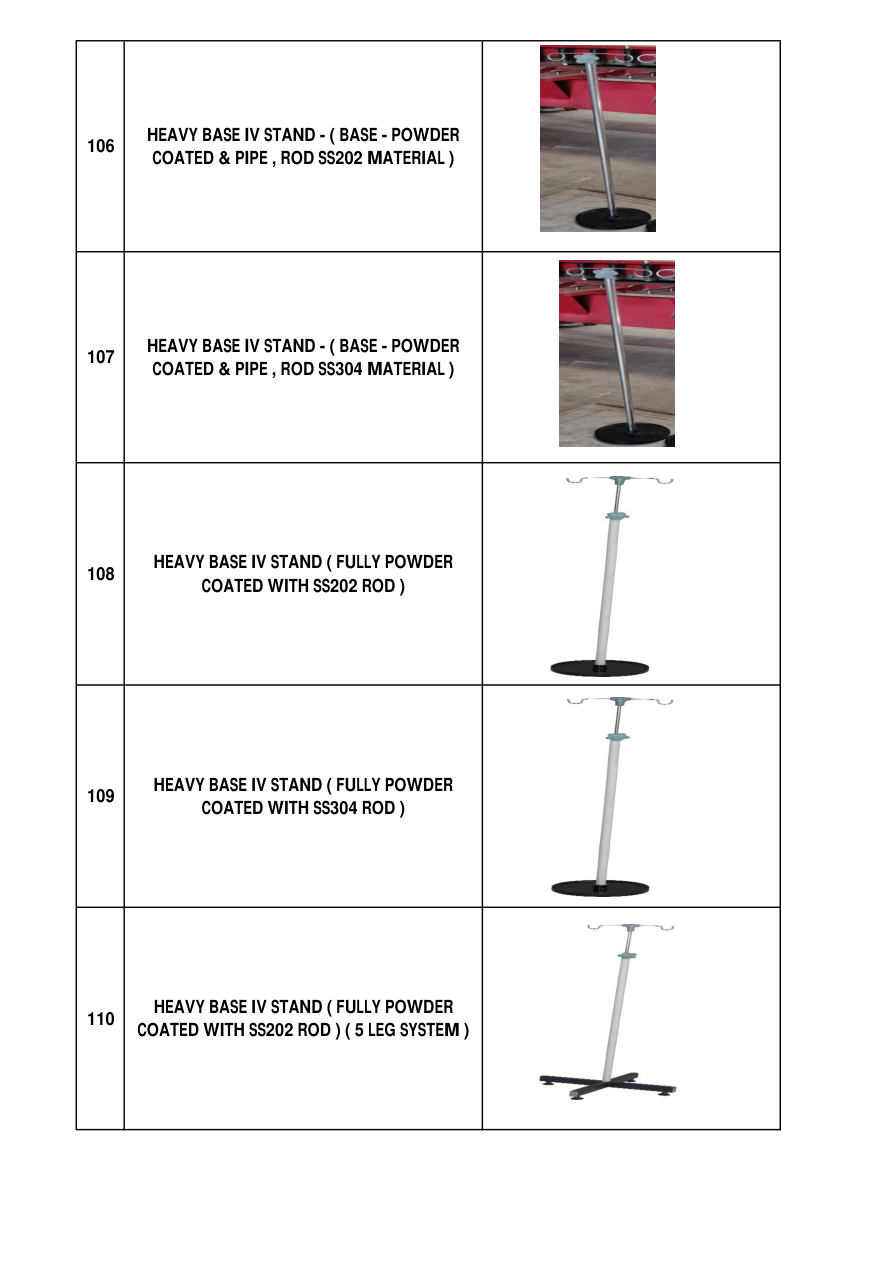 106
HEAVY BASE IV STAND - ( BASE - POWDER
COATED & PIPE , ROD SS202 MATERIAL )
107
HEAVY BASE IV STAND - ( BASE - POWDER
COATED & PIPE , ROD SS304 MATERIAL )
108
HEAVY BASE IV STAND ( FULLY POWDER
COATED WITH SS202 ROD )
109
HEAVY BASE IV STAND ( FULLY POWDER
COATED WITH SS304 ROD )
110
HEAVY BASE IV STAND ( FULLY POWDER
COATED WITH SS202 ROD ) ( 5 LEG SYSTEM )